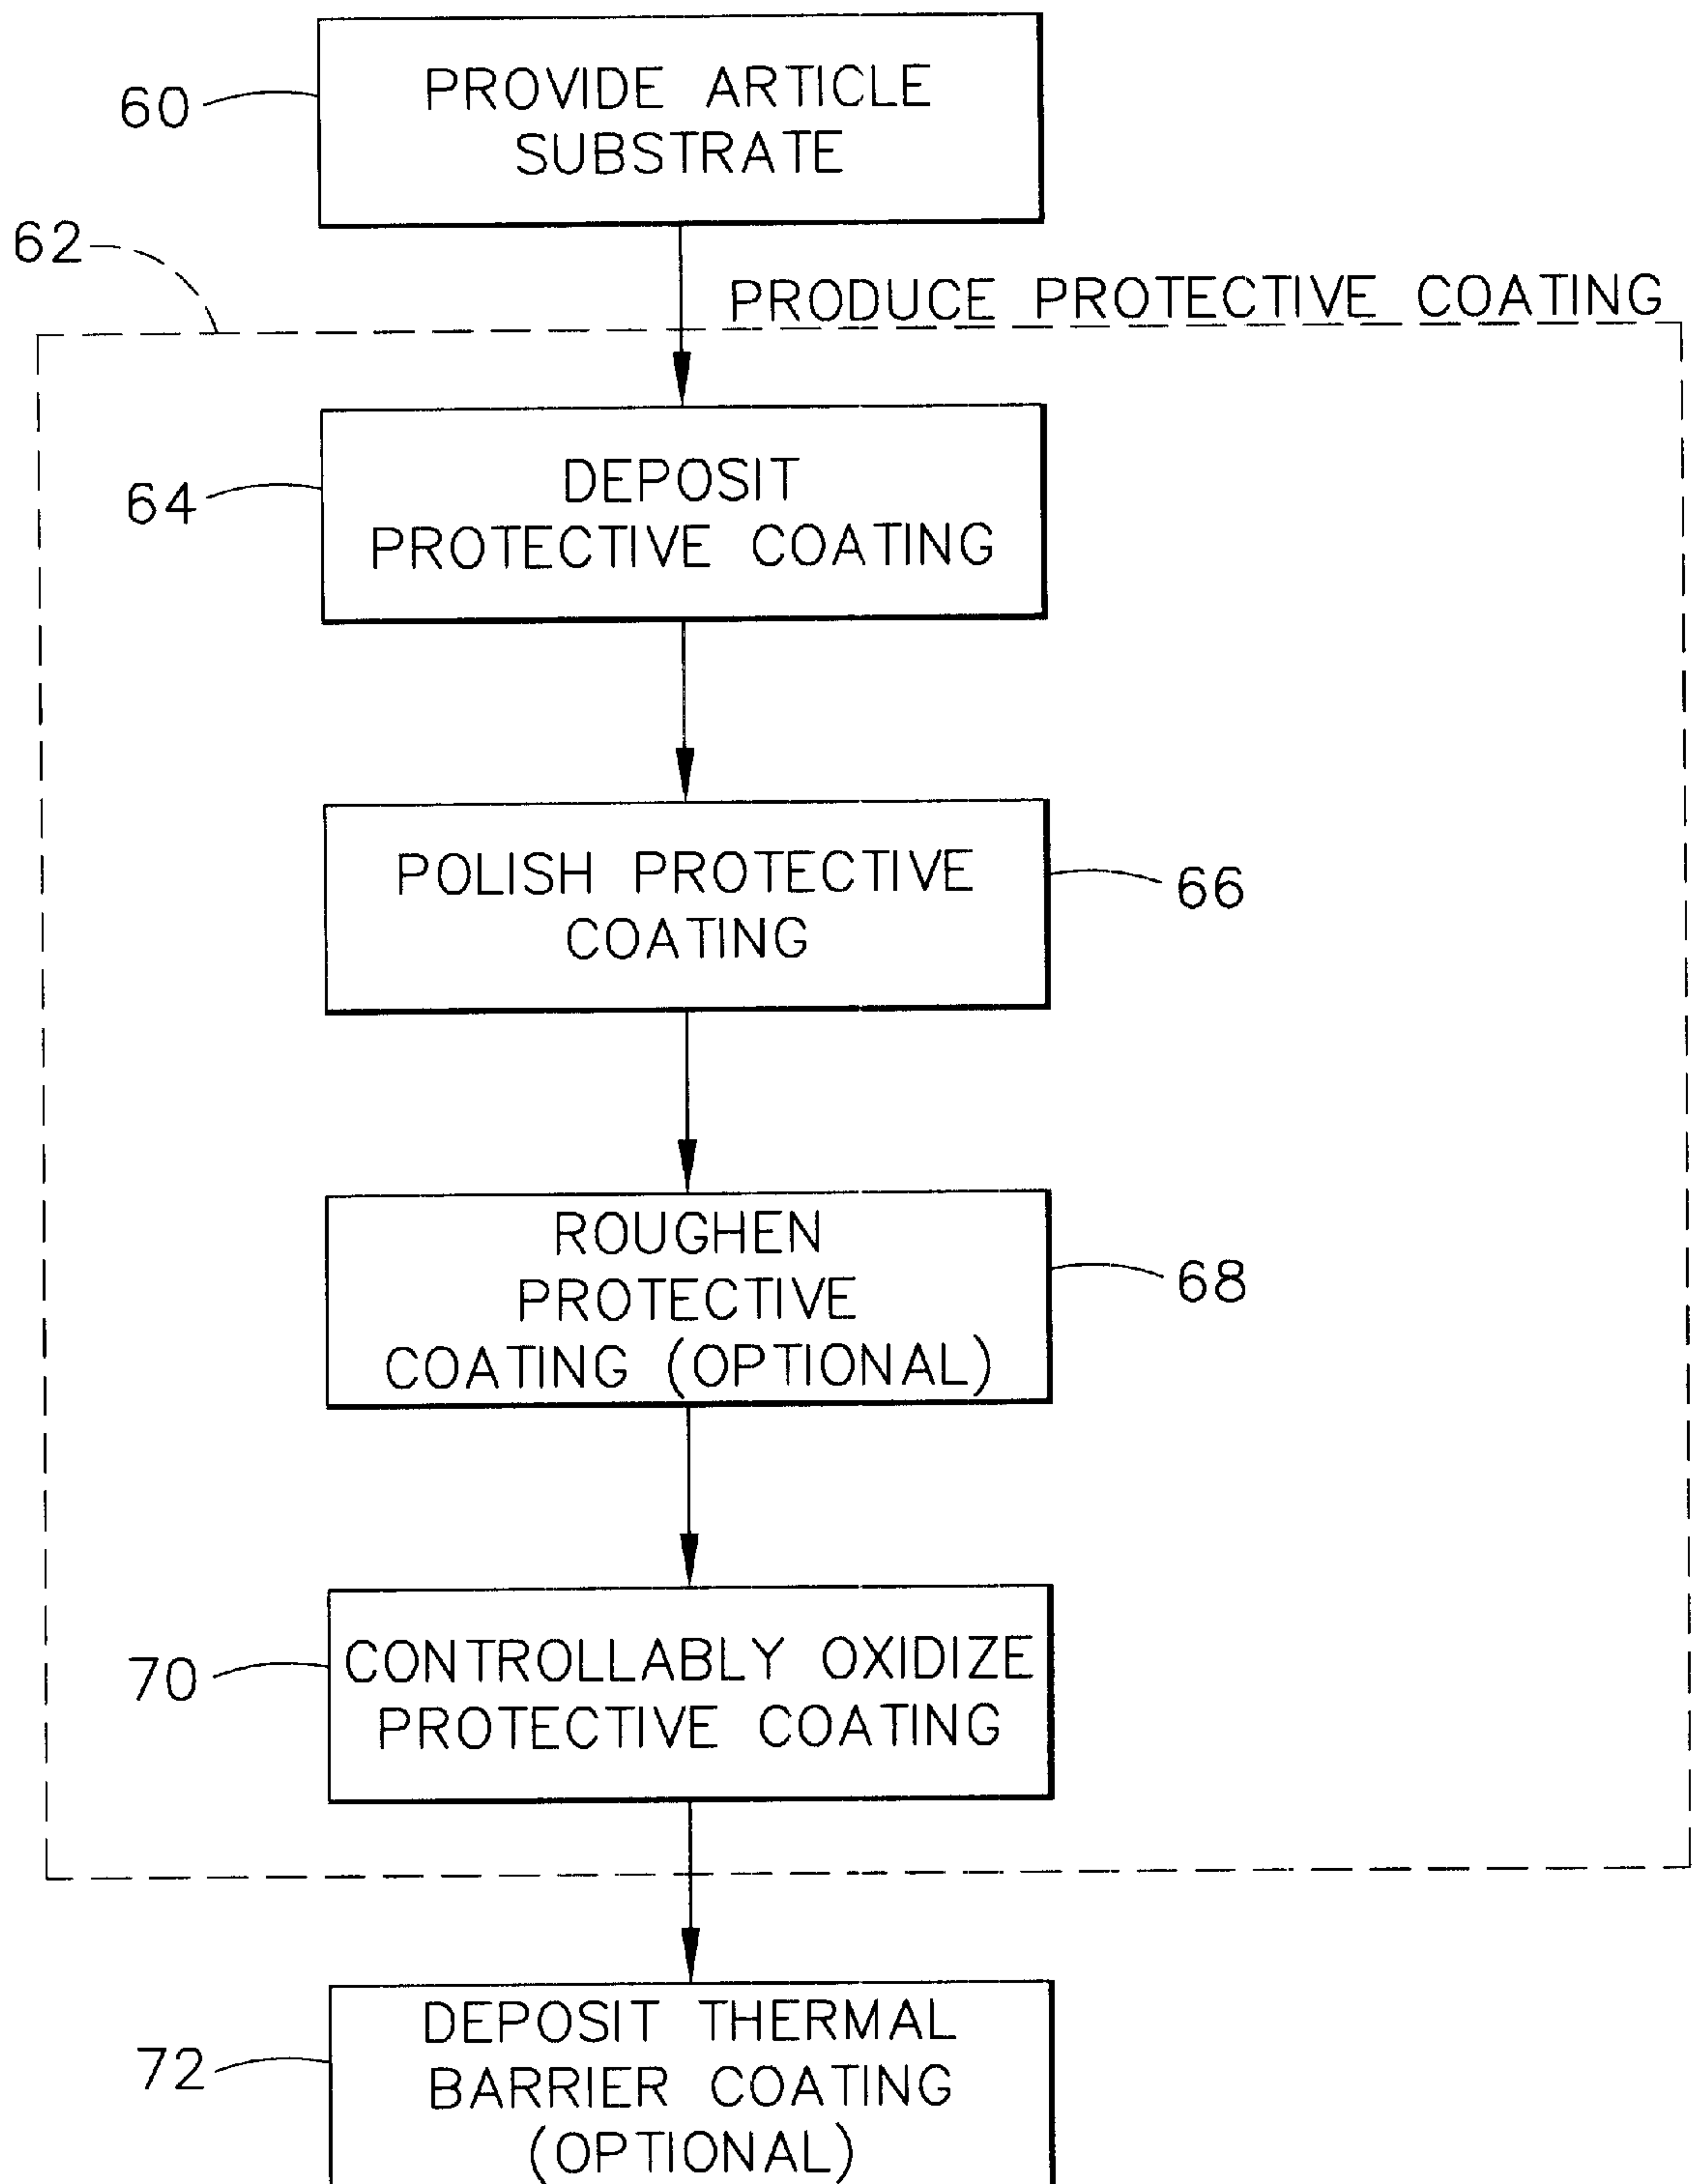 60
PROVIDE ARTICLE
SUBSTRATE
62
PRODUCE PROTECTIVE COATING
64
DEPOSIT
PROTECTIVE COATING
POLISH PROTECTIVE
COATING
66
ROUGHEN
PROTECTIVE
COATING (OPTIONAL)
68
70
CONTROLLABLY OXIDIZE
PROTECTIVE COATING
72
DEPOSIT THERMAL
BARRIER COATING
(OPTIONAL)